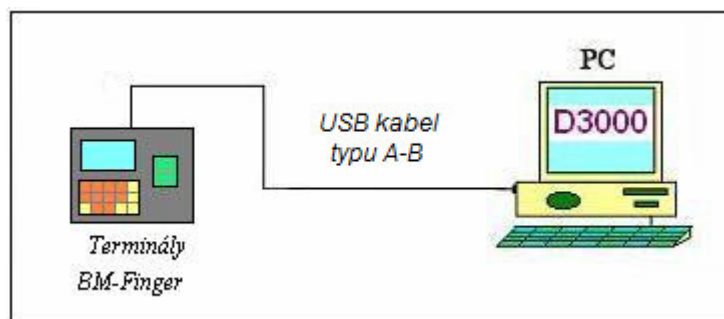 PC
D3000
USB kabel
typu A-B
Terminály
BM-Finger